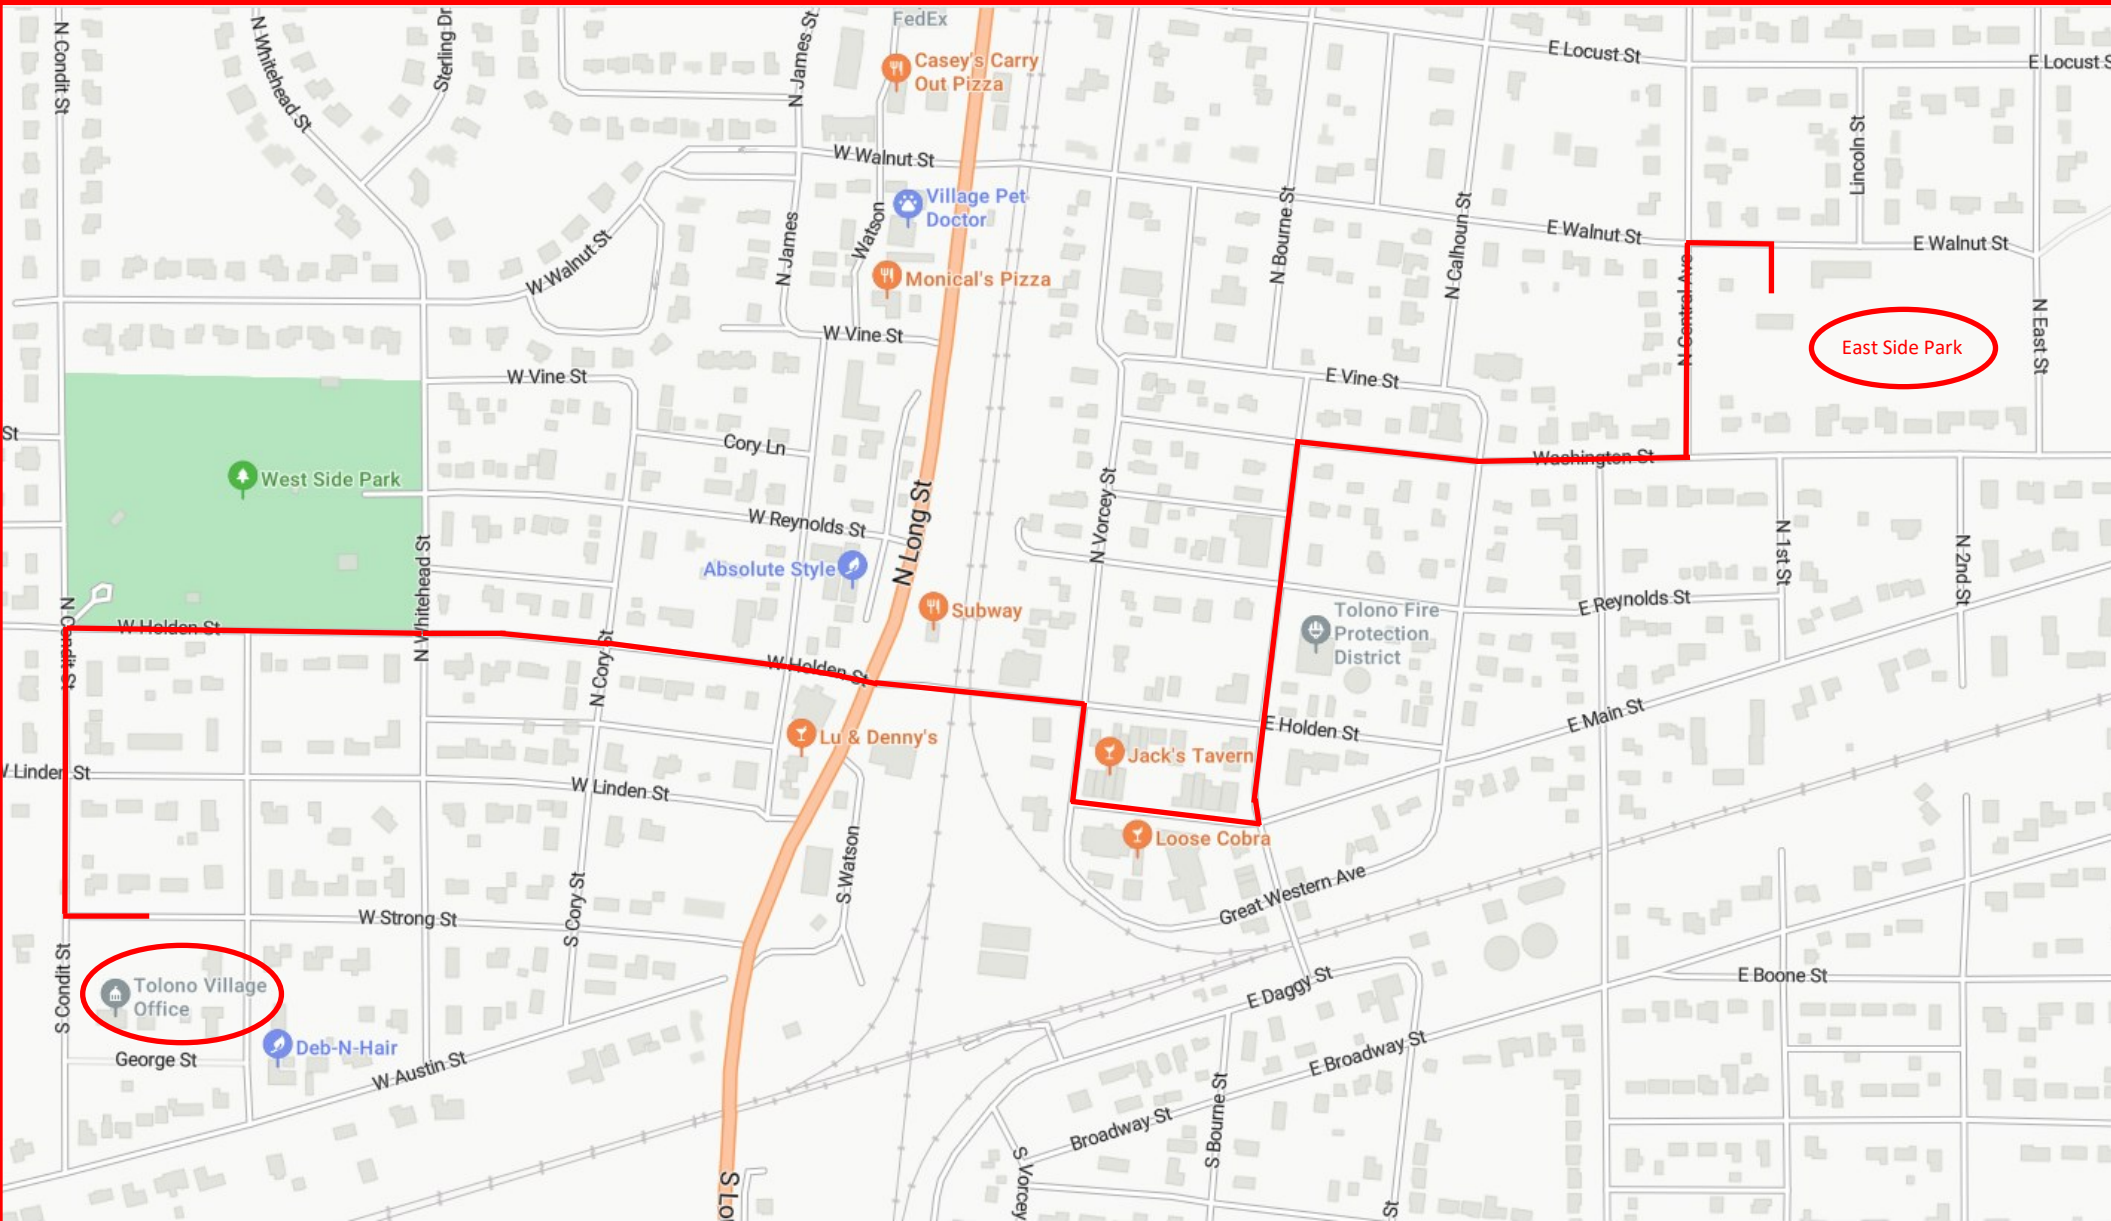 FedEx
N Condit St
N Whitehead St
Sterling Dr
N James St
Casey's Carry
Out Pizza
E Locust St
E Locust S
Lincoln St
W Walnut St
Village Pet
Doctor
Watson
N James
W Walnut St
Monical's Pizza
N Bourne St
N Calhoun St
E Walnut St
E Walnut St
N Central Ave
N East St
East Side Park
W Vine St
W Vine St
E Vine St
St
Cory Ln
West Side Park
W Reynolds St
N Long St
N Vorcey St
Washington St
N Whitehead St
Absolute Style
Subway
N 1st St
N 2nd St
E Reynolds St
Tolono Fire
Protection
District
N Condit St
W Holden St
N Cory St
W Holden St
E Holden St
E Main St
Lu & Denny's
Jack's Tavern
W Linden St
W Linden St
Loose Cobra
S Watson
Great Western Ave
W Strong St
S Cory St
S Condit St
Tolono Village
Office
E Daggy St
E Boone St
Deb-N-Hair
George St
W Austin St
E Broadway St
Broadway St
S Bourne St
S Vorcey
S Lo
St